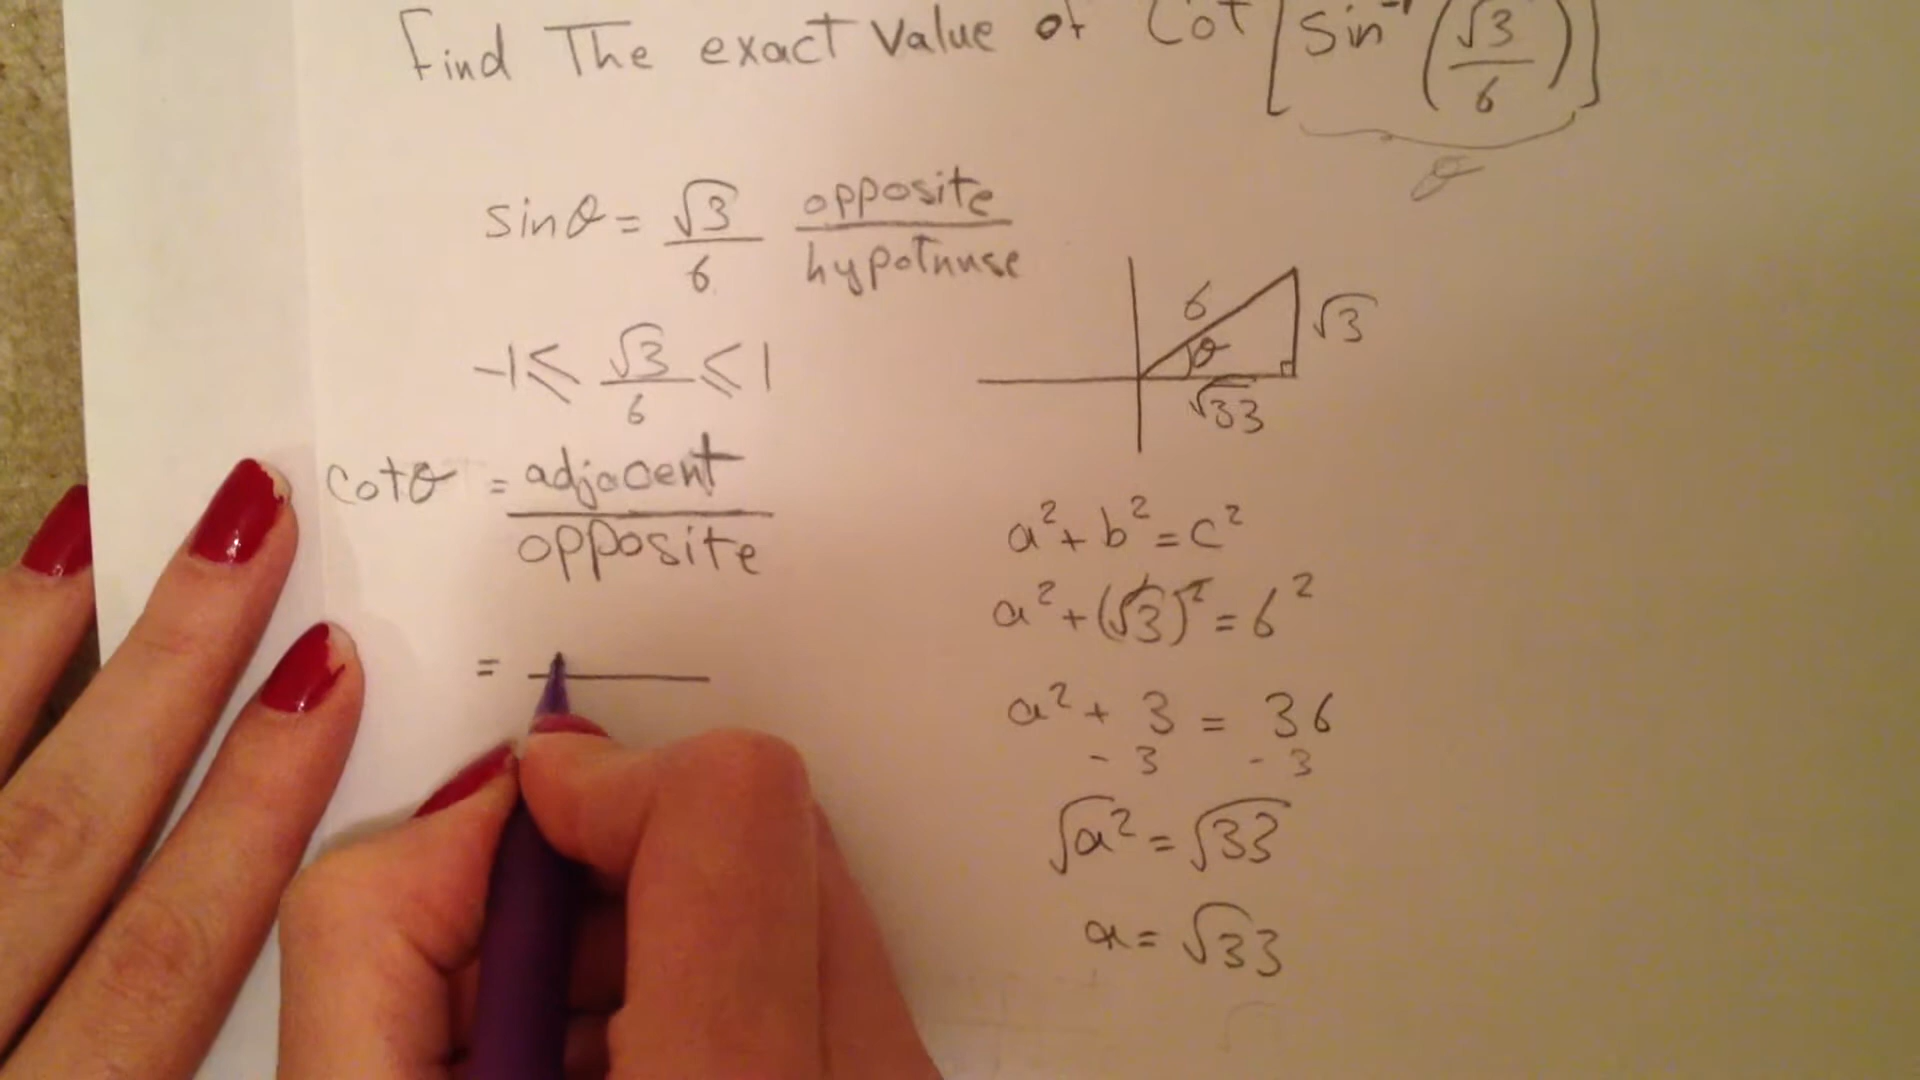 Find The exact Value of Cot [Sin⁻¹ (√3/6)]
θ
sinθ = √3/6 opposite/hypotnuse
-1 ≤ √3/6 ≤ 1
6 θ √3
√33
cotθ = adjacent/opposite
=
a² + b² = c²
a² + (√3)² = 6²
a² + 3 = 36
- 3 - 3
√a² = √33
a = √33